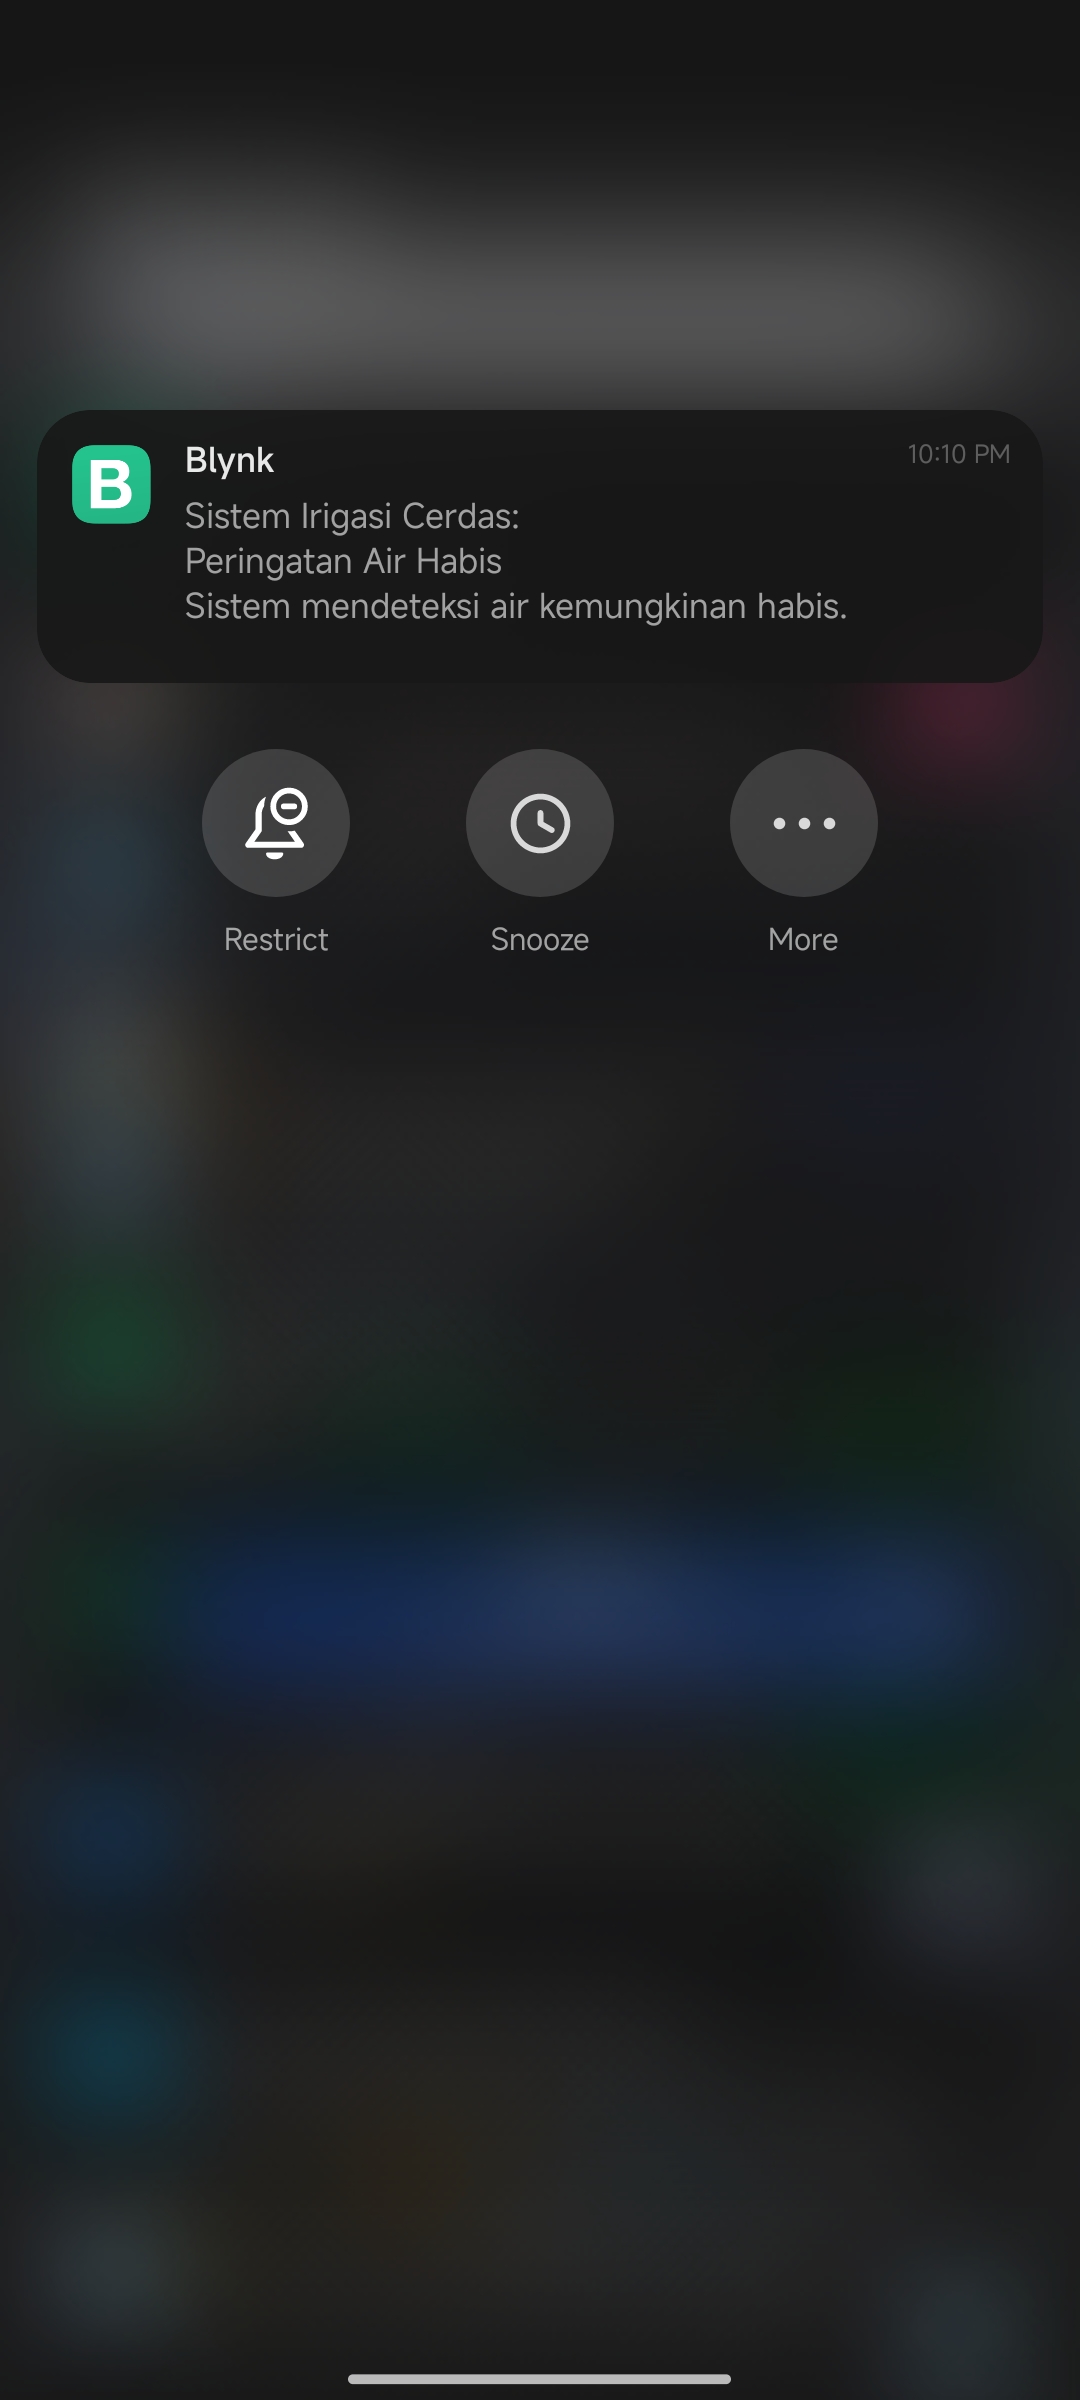 Blynk
10:10 PM
Sistem Irigasi Cerdas:
Peringatan Air Habis
Sistem mendeteksi air kemungkinan habis.
Restrict
Snooze
More